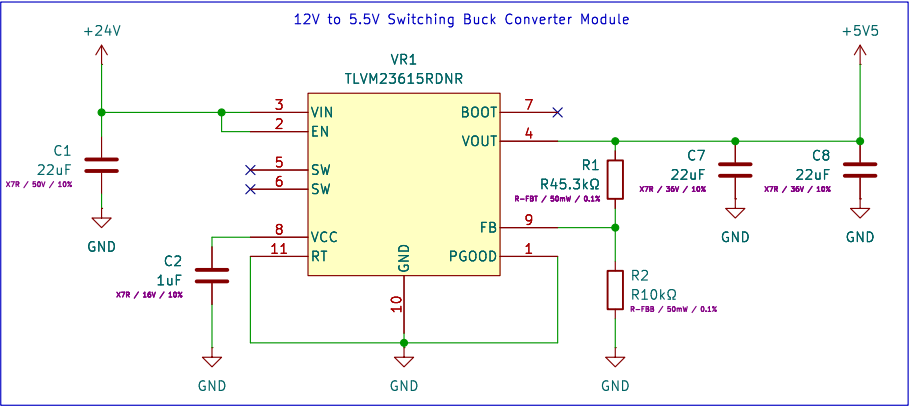 12V to 5.5V Switching Buck Converter Module
+24V
+5V5
VR1
TLVM23615RDNR
3 VIN
2 EN
5 SW
6 SW
8 VCC
11 RT
BOOT 7
VOUT 4
FB 9
PGOOD 1
GND
10
C1
22uF
X7R / 50V / 10%
GND
C2
1uF
X7R / 16V / 10%
GND
GND
R1
R45.3kΩ
R-FBT / 50mW / 0.1%
R2
R10kΩ
R-FBB / 50mW / 0.1%
GND
C7
22uF
X7R / 36V / 10%
GND
C8
22uF
X7R / 36V / 10%
GND